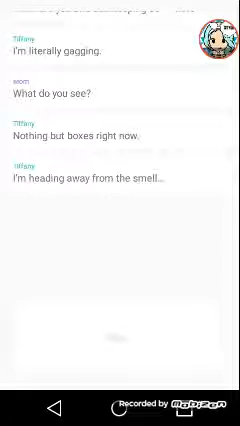 Tiffany
I'm literally gagging.
Mom
What do you see?
Tiffany
Nothing but boxes right now.
Tiffany
I'm heading away from the smell...
Recorded by Mobizen